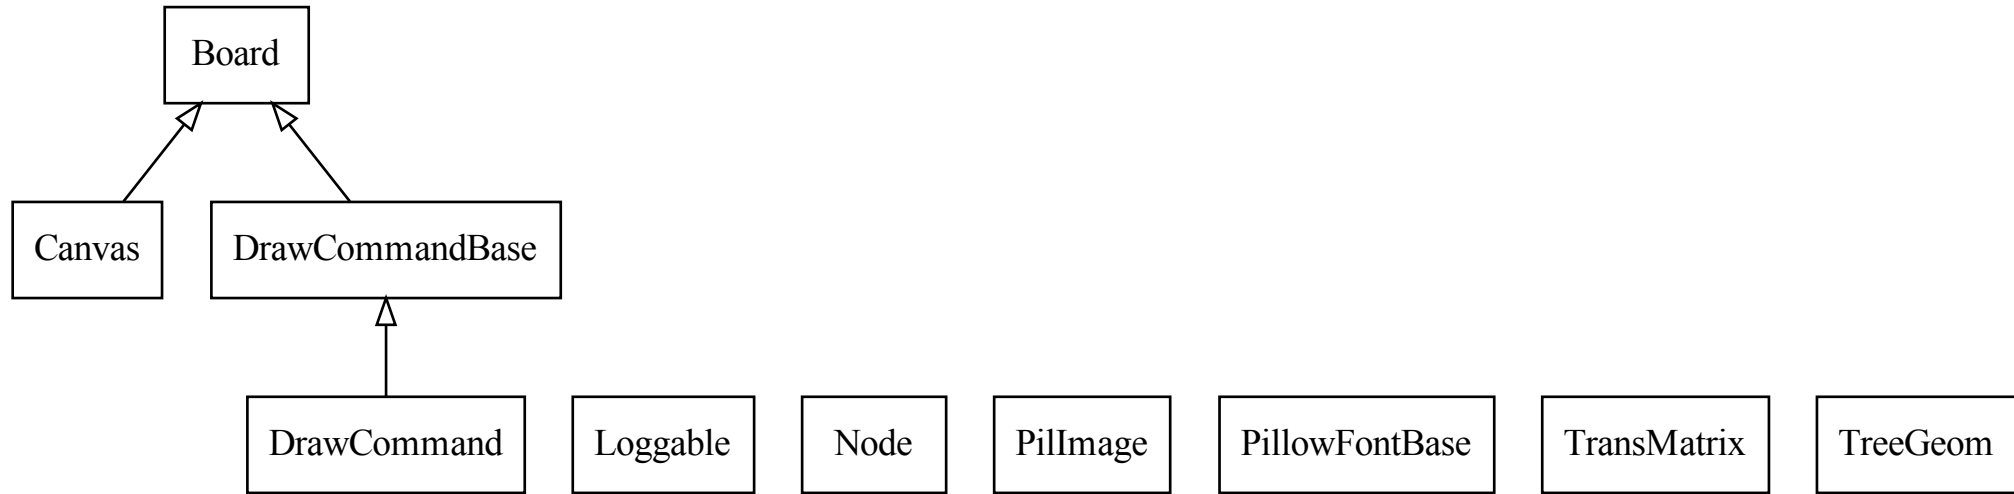 Board
Canvas
DrawCommandBase
DrawCommand
Loggable
Node
PilImage
PillowFontBase
TransMatrix
TreeGeom